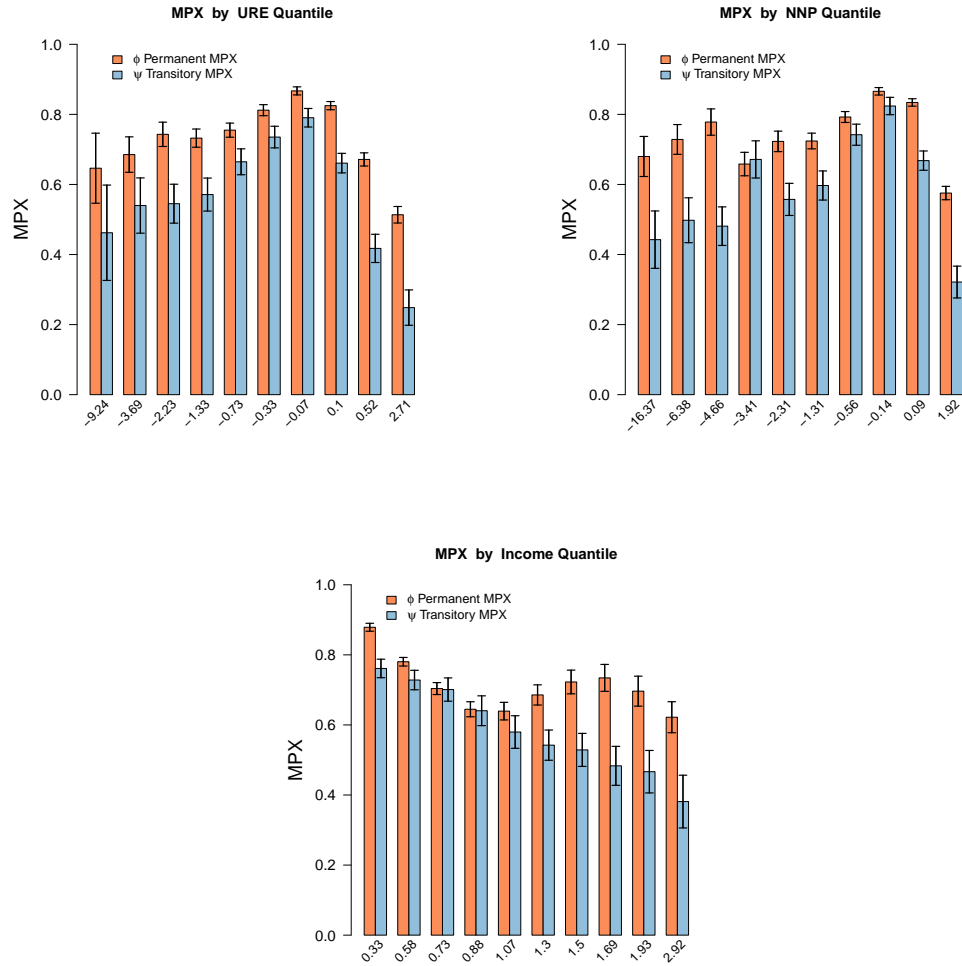 MPX by URE Quantile
ϕ Permanent MPX
ψ Transitory MPX
MPX
1.0
0.8
0.6
0.4
0.2
0.0
−9.24 −3.69 −2.23 −1.33 −0.73 −0.33 −0.07 0.1 0.52 2.71
MPX by NNP Quantile
ϕ Permanent MPX
ψ Transitory MPX
MPX
1.0
0.8
0.6
0.4
0.2
0.0
−16.37 −6.38 −4.66 −3.41 −2.31 −1.31 −0.56 −0.14 0.09 1.92
MPX by Income Quantile
ϕ Permanent MPX
ψ Transitory MPX
MPX
1.0
0.8
0.6
0.4
0.2
0.0
0.33 0.58 0.73 0.88 1.07 1.3 1.5 1.69 1.93 2.92